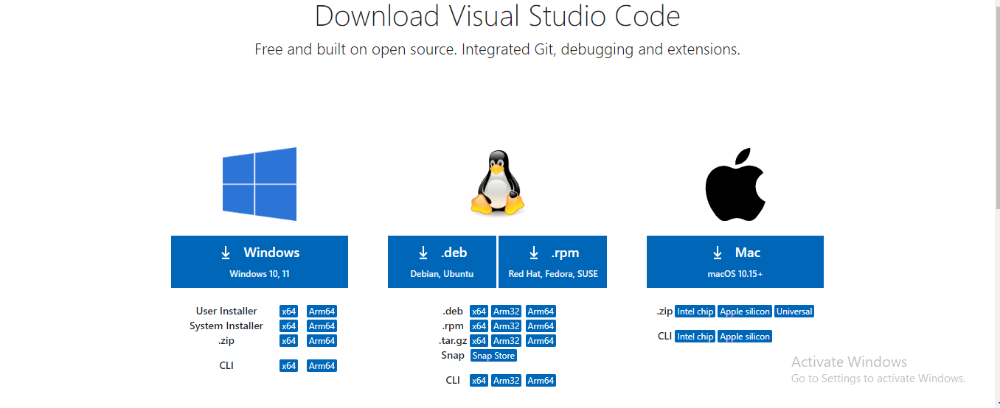 Download Visual Studio Code
Free and built on open source. Integrated Git, debugging and extensions.
Windows
Windows 10, 11
User Installer x64 Arm64
System Installer x64 Arm64
.zip x64 Arm64
CLI x64 Arm64
.deb
Debian, Ubuntu
.rpm
Red Hat, Fedora, SUSE
.deb x64 Arm32 Arm64
.rpm x64 Arm32 Arm64
.tar.gz x64 Arm32 Arm64
Snap Snap Store
CLI x64 Arm32 Arm64
Mac
macOS 10.15+
.zip Intel chip Apple silicon Universal
CLI Intel chip Apple silicon
Activate Windows
Go to Settings to activate Windows.